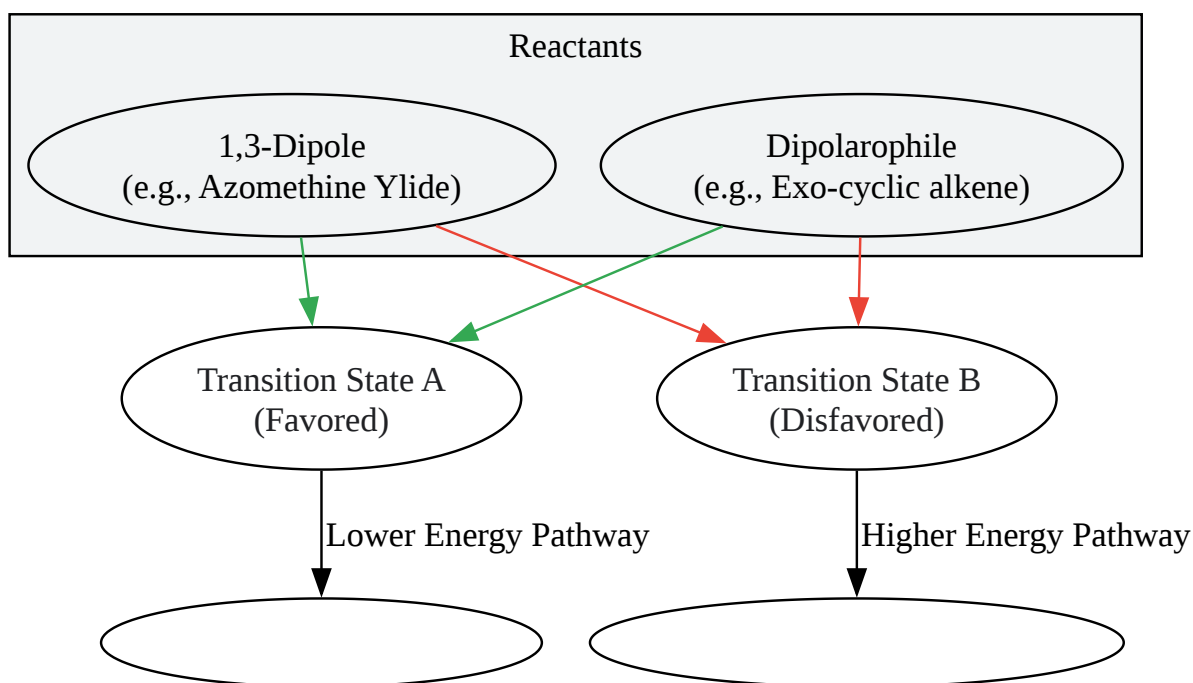 Reactants
1,3-Dipole
(e.g., Azomethine Ylide)
Dipolarophile
(e.g., Exo-cyclic alkene)
Transition State A
(Favored)
Transition State B
(Disfavored)
Lower Energy Pathway
Higher Energy Pathway